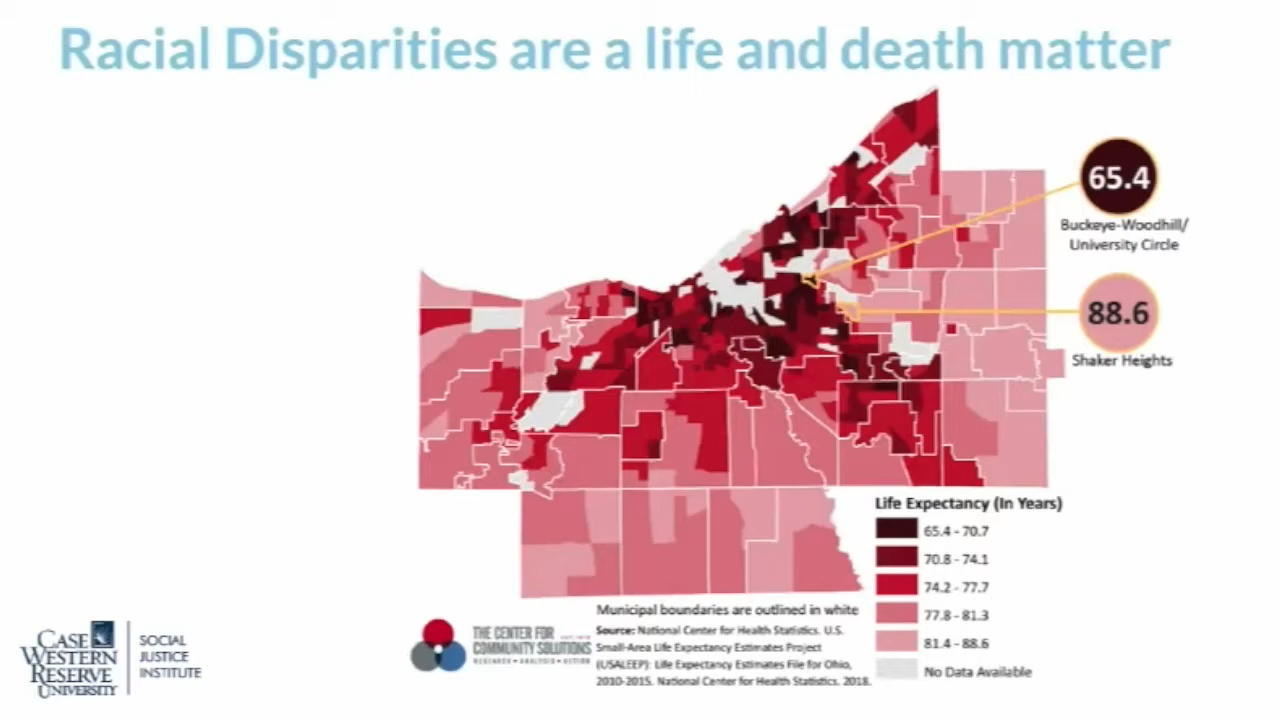 Racial Disparities are a life and death matter
65.4
Buckeye-Woodhill/
University Circle
88.6
Shaker Heights
Life Expectancy (In Years)
65.4 - 70.7
70.8 - 74.1
74.2 - 77.7
77.8 - 81.3
81.4 - 88.6
No Data Available
Municipal boundaries are outlined in white
Source: National Center for Health Statistics. U.S.
Small-Area Life Expectancy Estimates Project
(USALEEP): Life Expectancy Estimates File for Ohio,
2010-2015. National Center for Health Statistics. 2018.
THE CENTER FOR
COMMUNITY SOLUTIONS
RESEARCH • ANALYSIS • ACTION
CASE
WESTERN
RESERVE
UNIVERSITY
SOCIAL
JUSTICE
INSTITUTE